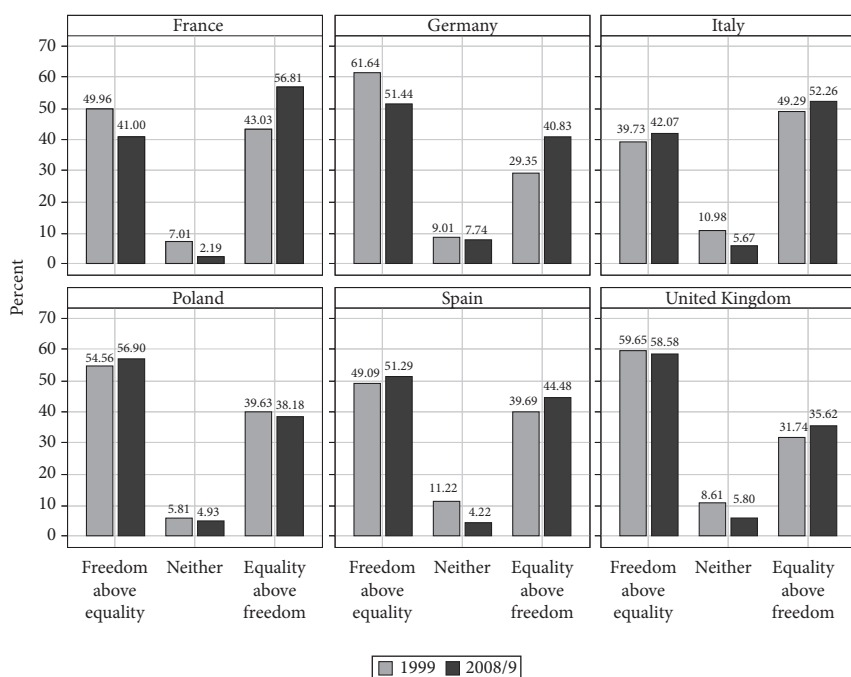 France
Germany
Italy
70
60
50
40
30
20
10
0
49.96
41.00
7.01
2.19
43.03
56.81
61.64
51.44
9.01
7.74
29.35
40.83
39.73
42.07
10.98
5.67
49.29
52.26
Percent
Poland
Spain
United Kingdom
70
60
50
40
30
20
10
0
54.56
56.90
5.81
4.93
39.63
38.18
49.09
51.29
11.22
4.22
39.69
44.48
59.65
58.58
8.61
5.80
31.74
35.62
Freedom
above
equality
Neither
Equality
above
freedom
Freedom
above
equality
Neither
Equality
above
freedom
Freedom
above
equality
Neither
Equality
above
freedom
1999
2008/9